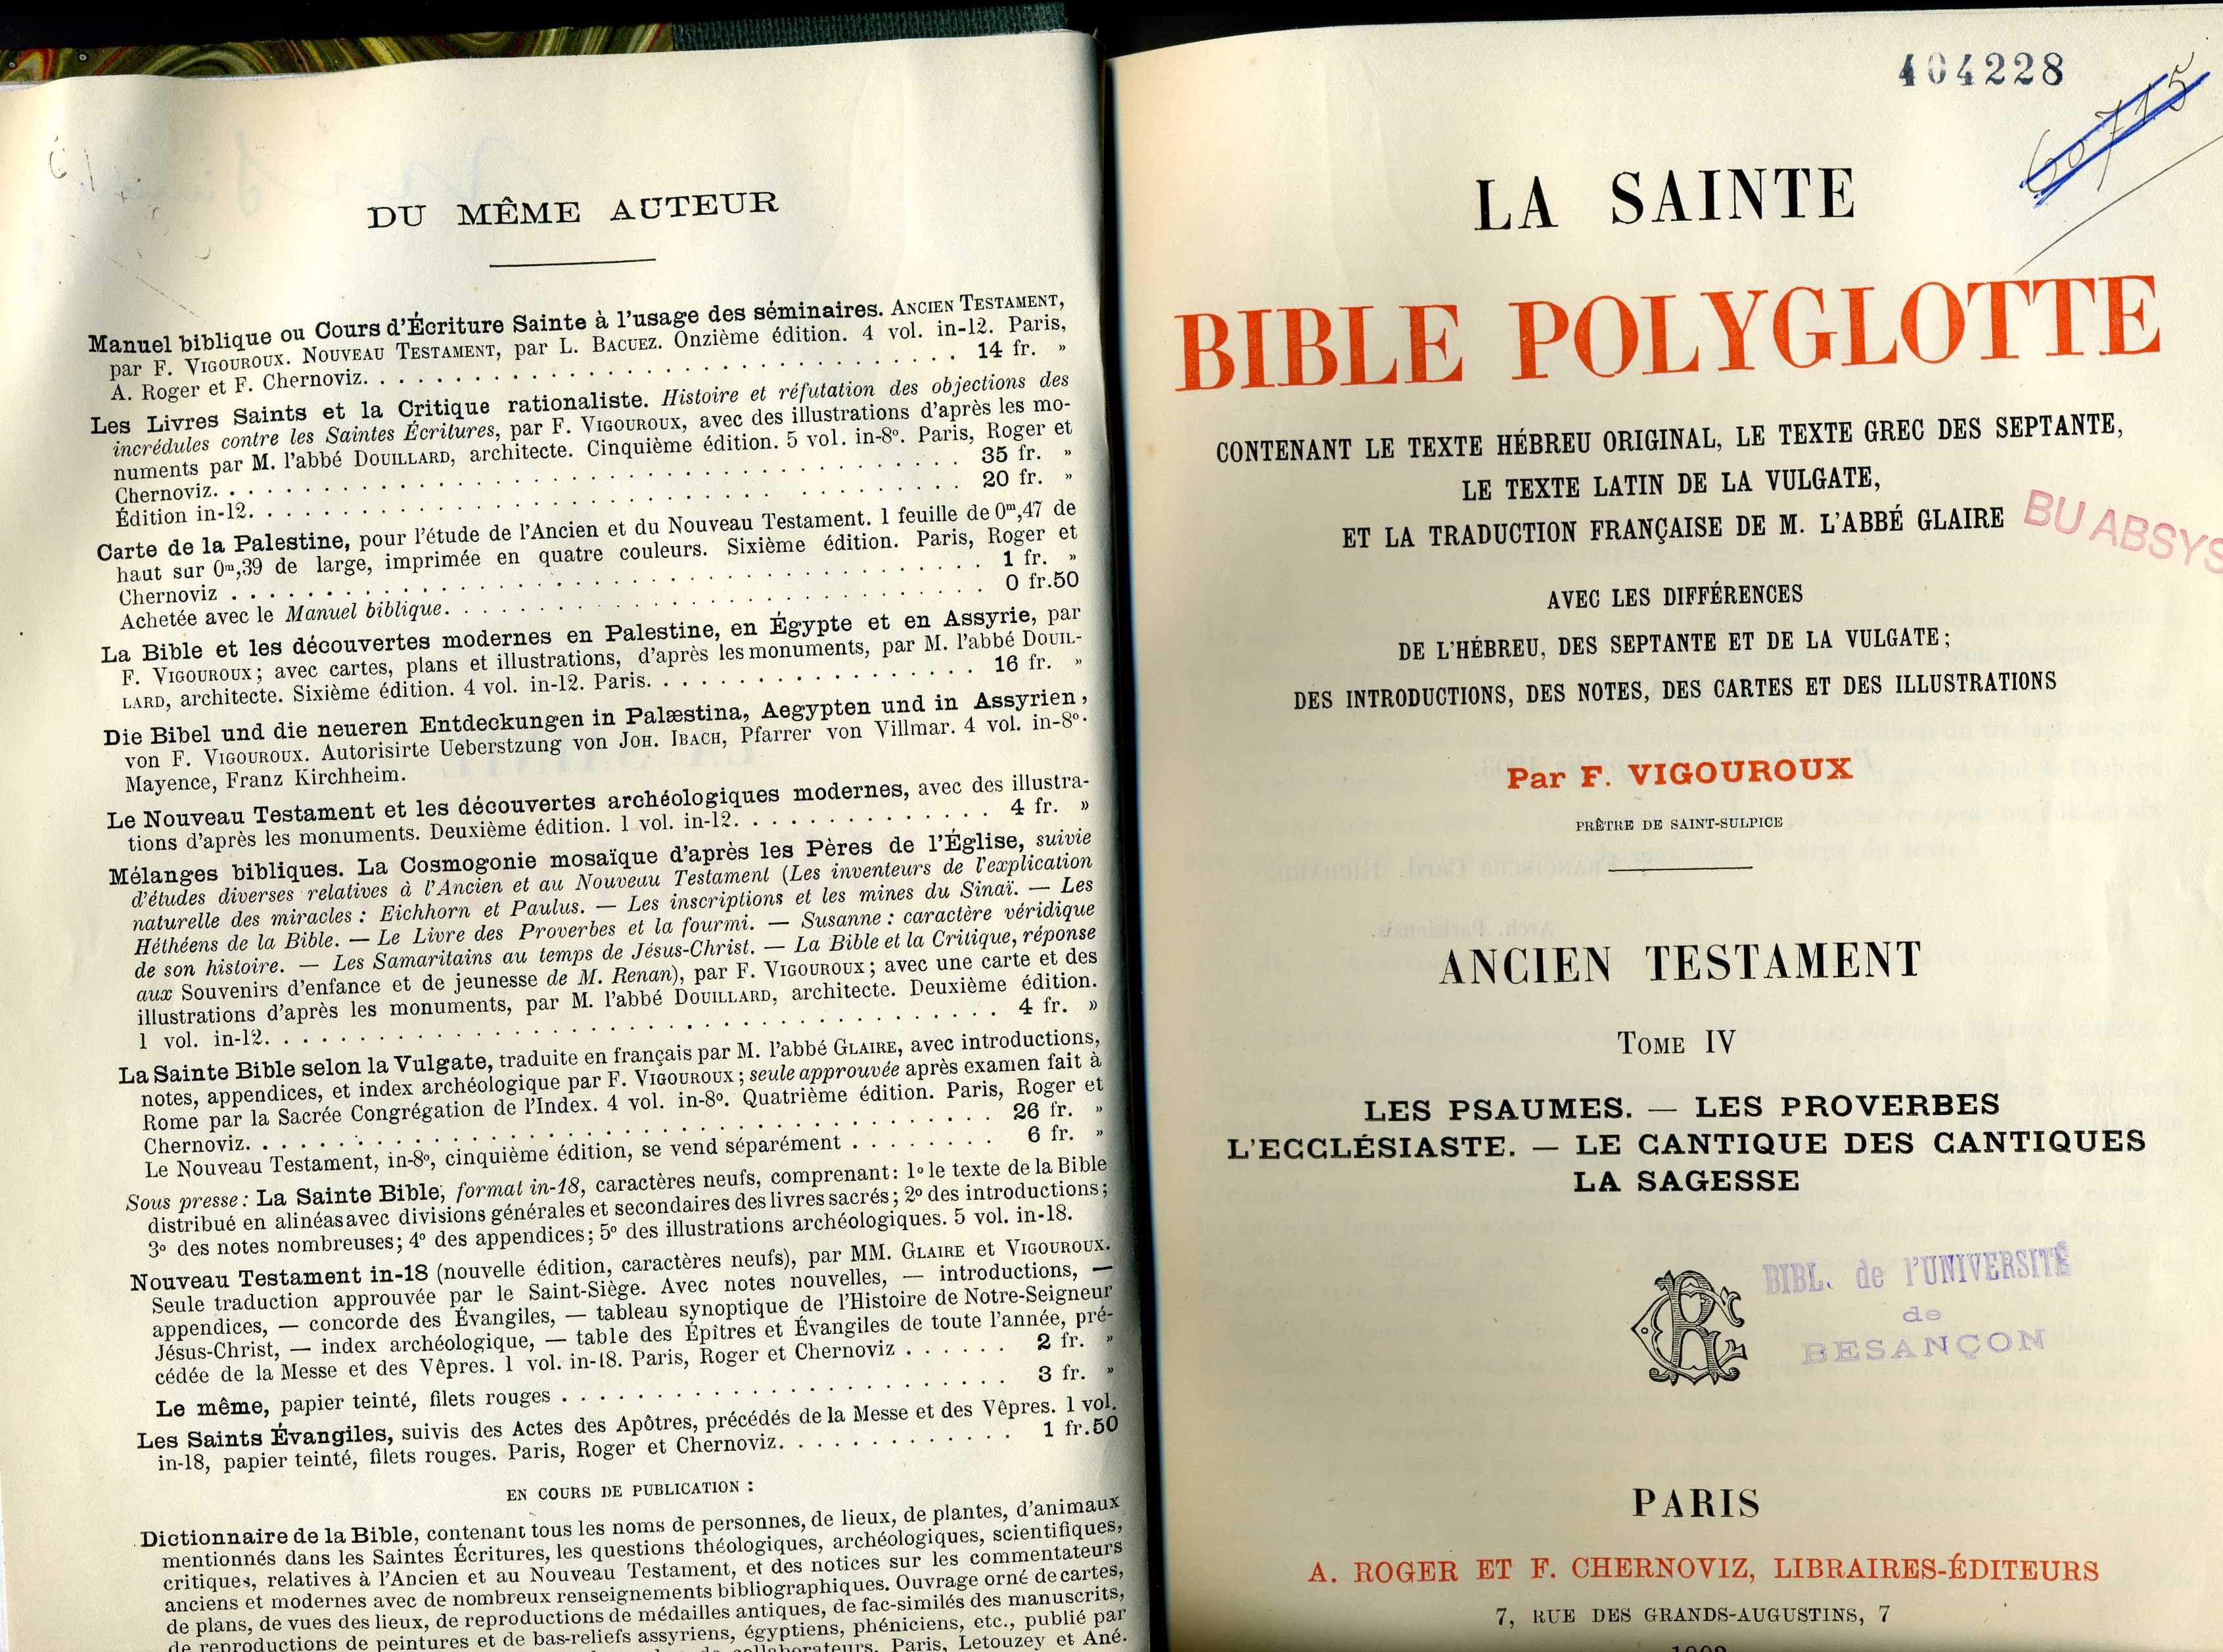 DU MÊME AUTEUR
Manuel biblique ou Cours d'Écriture Sainte à l'usage des séminaires. ANCIEN TESTAMENT,
par F. VIGOUROUX. NOUVEAU TESTAMENT, par L. BACUEZ. Onzième édition. 4 vol. in-12. Paris,
A. Roger et F. Chernoviz. . . . . . . . . . . . . . . . . . . . . . . 14 fr. »
Les Livres Saints et la Critique rationaliste. Histoire et réfutation des objections des
incrédules contre les Saintes Écritures, par F. VIGOUROUX, avec des illustrations d'après les mo-
numents par M. l'abbé DOUILLARD, architecte. Cinquième édition. 5 vol. in-8º. Paris, Roger et
Chernoviz. . . . . . . . . . . . . . . . . . . . . . . 35 fr. »
Édition in-12. . . . . . . . . . . . . . . . . . . . . . . 20 fr. »
Carte de la Palestine, pour l'étude de l'Ancien et du Nouveau Testament. 1 feuille de 0m,47 de
haut sur 0m,39 de large, imprimée en quatre couleurs. Sixième édition. Paris, Roger et
Chernoviz . . . . . . . . . . . . . . . . . . . . . . . 1 fr. »
Achetée avec le Manuel biblique. . . . . . . . . . . . . . . . . . 0 fr.50
La Bible et les découvertes modernes en Palestine, en Égypte et en Assyrie, par
F. VIGOUROUX; avec cartes, plans et illustrations, d'après les monuments, par M. l'abbé DOUIL-
LARD, architecte. Sixième édition. 4 vol. in-12. Paris. . . . . . . . . . . . . . 16 fr. »
Die Bibel und die neueren Entdeckungen in Palæstina, Aegypten und in Assyrien,
von F. VIGOUROUX. Autorisirte Ueberstzung von JOH. IBACH, Pfarrer von Villmar. 4 vol. in-8º.
Mayence, Franz Kirchheim.
Le Nouveau Testament et les découvertes archéologiques modernes, avec des illustra-
tions d'après les monuments. Deuxième édition. 1 vol. in-12. . . . . . . . . . . . 4 fr. »
Mélanges bibliques. La Cosmogonie mosaïque d'après les Pères de l'Église, suivie
d'études diverses relatives à l'Ancien et au Nouveau Testament (Les inventeurs de l'explication
naturelle des miracles : Eichhorn et Paulus. — Les inscriptions et les mines du Sinaï. — Les
Héthéens de la Bible. — Le Livre des Proverbes et la fourmi. — Susanne : caractère véridique
de son histoire. — Les Samaritains au temps de Jésus-Christ. — La Bible et la Critique, réponse
aux Souvenirs d'enfance et de jeunesse de M. Renan), par F. VIGOUROUX; avec une carte et des
illustrations d'après les monuments, par M. l'abbé DOUILLARD, architecte. Deuxième édition.
1 vol. in-12. . . . . . . . . . . . . . . . . . . . . . . 4 fr. »
La Sainte Bible selon la Vulgate, traduite en français par M. l'abbé GLAIRE, avec introductions,
notes, appendices, et index archéologique par F. VIGOUROUX; seule approuvée après examen fait à
Rome par la Sacrée Congrégation de l'Index. 4 vol. in-8º. Quatrième édition. Paris, Roger et
Chernoviz. . . . . . . . . . . . . . . . . . . . . . . 26 fr. »
Le Nouveau Testament, in-8º, cinquième édition, se vend séparément . . . . . . . . 6 fr. »
Sous presse : La Sainte Bible, format in-18, caractères neufs, comprenant: 1º le texte de la Bible
distribué en alinéas avec divisions générales et secondaires des livres sacrés; 2º des introductions;
3º des notes nombreuses; 4º des appendices; 5º des illustrations archéologiques. 5 vol. in-18.
Nouveau Testament in-18 (nouvelle édition, caractères neufs), par MM. GLAIRE et VIGOUROUX.
Seule traduction approuvée par le Saint-Siège. Avec notes nouvelles, — introductions, —
appendices, — concorde des Évangiles, — tableau synoptique de l'Histoire de Notre-Seigneur
Jésus-Christ, — index archéologique, — table des Épîtres et Évangiles de toute l'année, pré-
cédée de la Messe et des Vêpres. 1 vol. in-18. Paris, Roger et Chernoviz . . . . . . 2 fr. »
Le même, papier teinté, filets rouges . . . . . . . . . . . . . . . . . . 3 fr. »
Les Saints Évangiles, suivis des Actes des Apôtres, précédés de la Messe et des Vêpres. 1 vol.
in-18, papier teinté, filets rouges. Paris, Roger et Chernoviz. . . . . . . . . . . . 1 fr.50
EN COURS DE PUBLICATION :
Dictionnaire de la Bible, contenant tous les noms de personnes, de lieux, de plantes, d'animaux
mentionnés dans les Saintes Écritures, les questions théologiques, archéologiques, scientifiques,
critiques, relatives à l'Ancien et au Nouveau Testament, et des notices sur les commentateurs
anciens et modernes avec de nombreux renseignements bibliographiques. Ouvrage orné de cartes,
de plans, de vues des lieux, de reproductions de médailles antiques, de fac-similés des manuscrits,
de reproductions de peintures et de bas-reliefs assyriens, égyptiens, phéniciens, etc., publié par
Paris, Letouzey et Ané.
404228
60715
LA SAINTE
BIBLE POLYGLOTTE
CONTENANT LE TEXTE HÉBREU ORIGINAL, LE TEXTE GREC DES SEPTANTE,
LE TEXTE LATIN DE LA VULGATE,
ET LA TRADUCTION FRANÇAISE DE M. L'ABBÉ GLAIRE
BU ABSYS
AVEC LES DIFFÉRENCES
DE L'HÉBREU, DES SEPTANTE ET DE LA VULGATE;
DES INTRODUCTIONS, DES NOTES, DES CARTES ET DES ILLUSTRATIONS
Par F. VIGOUROUX
PRÊTRE DE SAINT-SULPICE
ANCIEN TESTAMENT
TOME IV
LES PSAUMES. — LES PROVERBES
L'ECCLÉSIASTE. — LE CANTIQUE DES CANTIQUES
LA SAGESSE
BIBL. de l'UNIVERSITÉ
de
BESANÇON
PARIS
A. ROGER ET F. CHERNOVIZ, LIBRAIRES-ÉDITEURS
7, RUE DES GRANDS-AUGUSTINS, 7